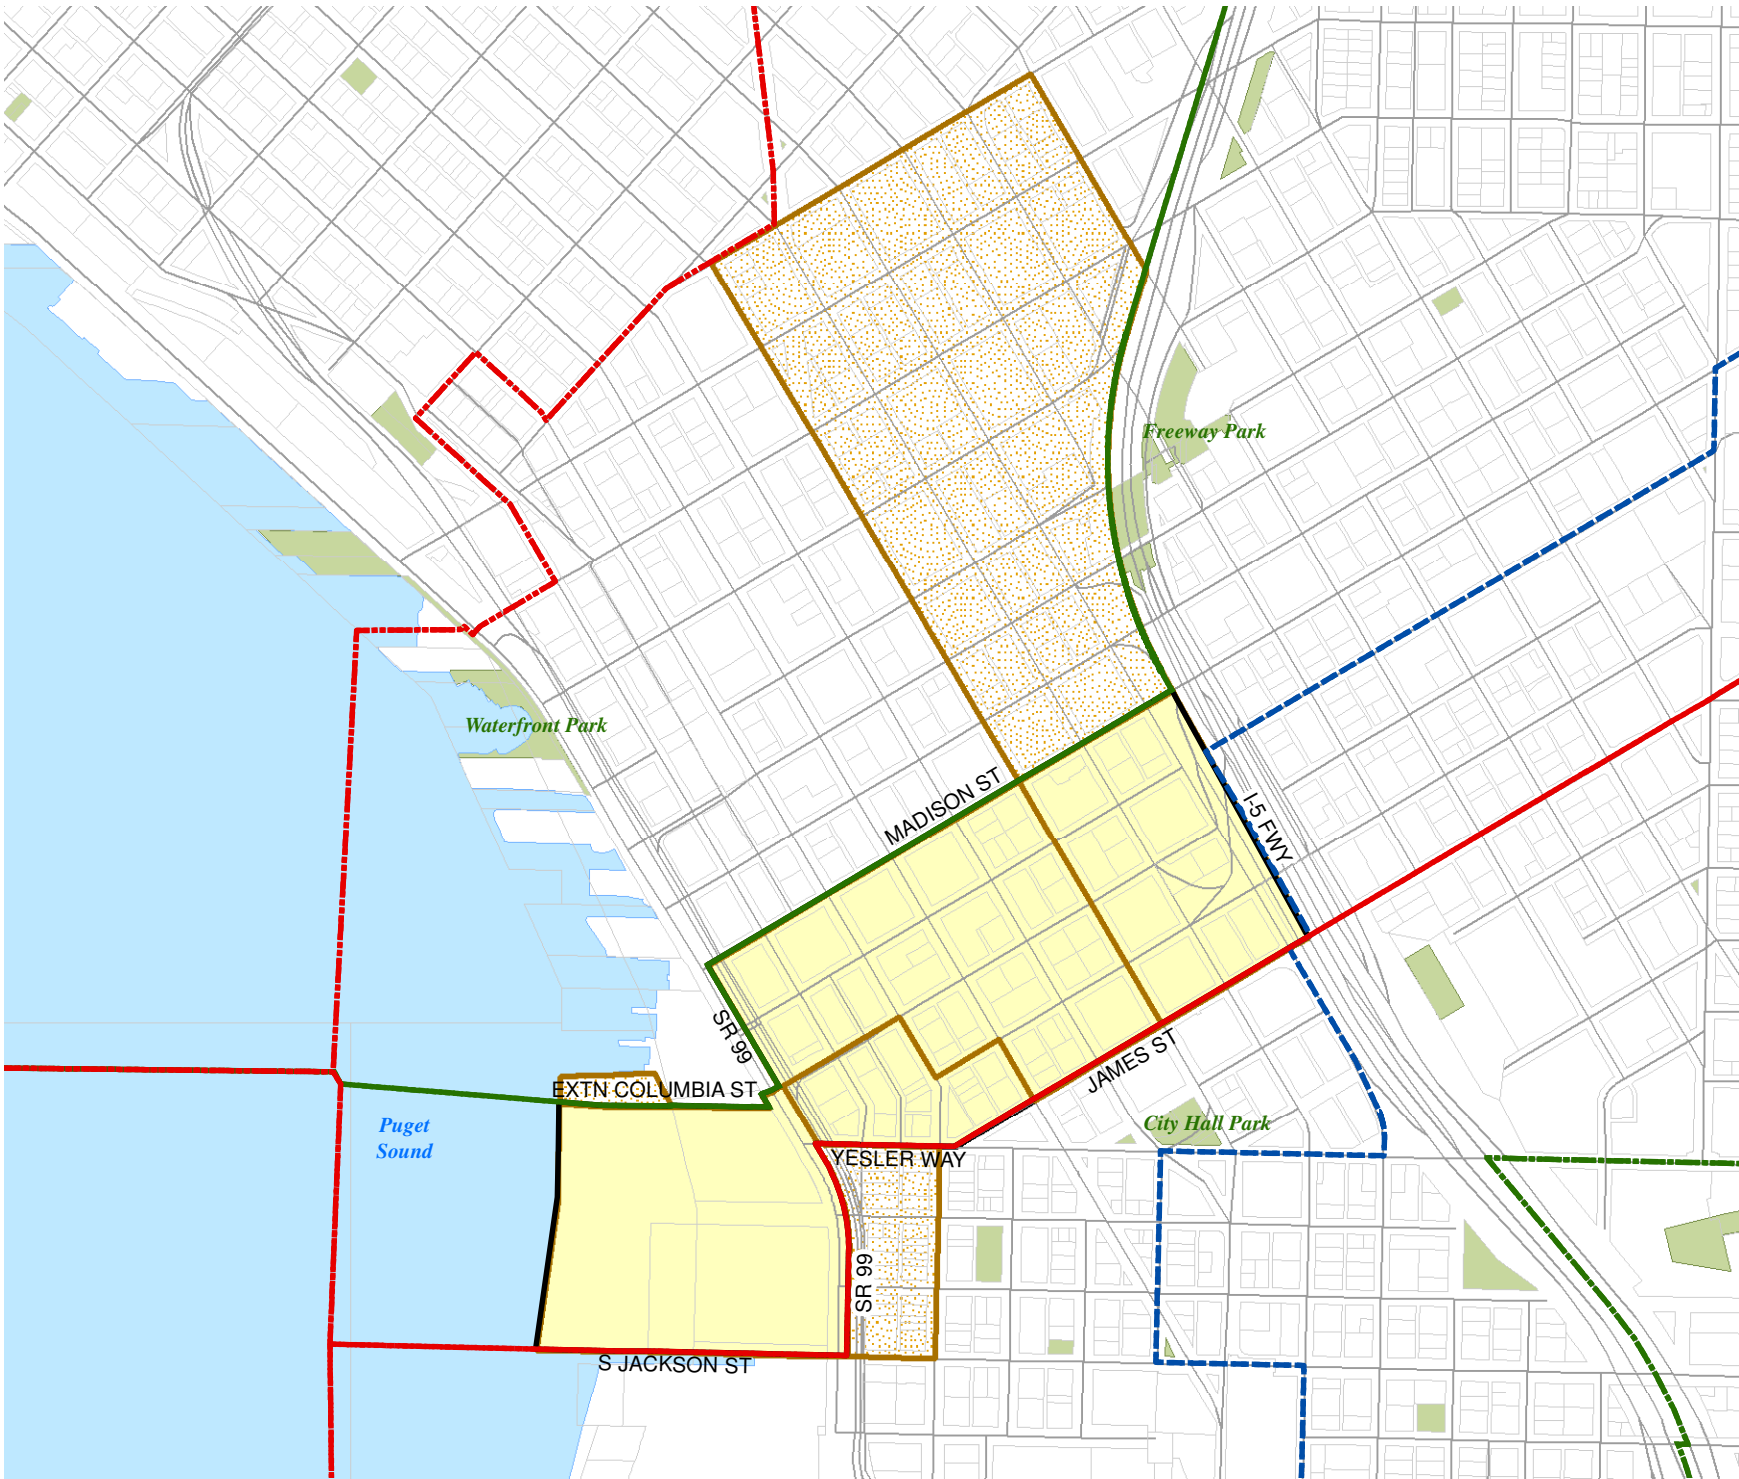 Freeway Park
Waterfront Park
MADISON ST
I-5 FWY
SR 99
JAMES ST
EXTN COLUMBIA ST
Puget
Sound
City Hall Park
YESLER WAY
SR 99
S JACKSON ST